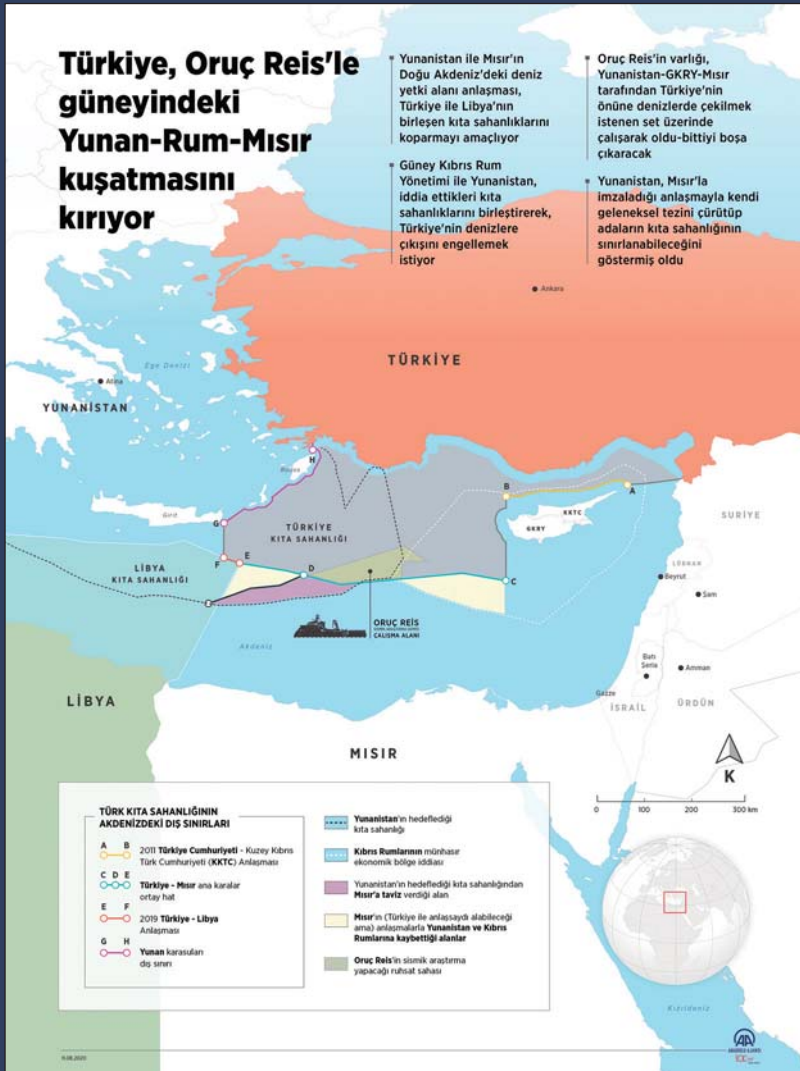 Türkiye, Oruç Reis'le
güneyindeki
Yunan-Rum-Mısır
kuşatmasını
kırıyor
Yunanistan ile Mısır'ın
Doğu Akdeniz'deki deniz
yetki alanı anlaşması,
Türkiye ile Libya'nın
birleşen kıta sahanlıklarını
koparmayı amaçlıyor
Güney Kıbrıs Rum
Yönetimi ile Yunanistan,
iddia ettikleri kıta
sahanlıklarını birleştirerek,
Türkiye'nin denizlere
çıkışını engellemek
istiyor
Oruç Reis'in varlığı,
Yunanistan-GKRY-Mısır
tarafından Türkiye'nin
önüne denizlerde çekilmek
istenen set üzerinde
çalışarak oldu-bittiyi boşa
çıkaracak
Yunanistan, Mısır'la
imzaladığı anlaşmayla kendi
geleneksel tezini çürütüp
adaların kıta sahanlığının
sınırlanabileceğini
göstermiş oldu
Ankara
TÜRKİYE
Ege Denizi
Atina
YUNANİSTAN
H
Rodos
B
A
KKTC
GKRY
SURİYE
Girit
G
TÜRKİYE
KITA SAHANLIĞI
F
E
D
C
LİBYA
KITA SAHANLIĞI
LÜBNAN
Beyrut
Şam
ORUÇ REİS
ÇALIŞMA ALANI
Akdeniz
Batı
Şeria
Amman
Gazze
İSRAİL
ÜRDÜN
LİBYA
MISIR
K
0 100 200 300 km
TÜRK KITA SAHANLIĞININ
AKDENİZDEKİ DIŞ SINIRLARI
A B
2011 Türkiye Cumhuriyeti - Kuzey Kıbrıs
Türk Cumhuriyeti (KKTC) Anlaşması
C D E
Türkiye - Mısır ana karalar
ortay hat
E F
2019 Türkiye - Libya
Anlaşması
G H
Yunan karasuları
dış sınırı
Yunanistan'ın hedeflediği
kıta sahanlığı
Kıbrıs Rumlarının münhasır
ekonomik bölge iddiası
Yunanistan'ın hedeflediği kıta sahanlığından
Mısır'a taviz verdiği alan
Mısır'ın (Türkiye ile anlaşsaydı alabileceği
ama) anlaşmalarla Yunanistan ve Kıbrıs
Rumlarına kaybettiği alanlar
Oruç Reis'in sismik araştırma
yapacağı ruhsat sahası
Kızıldeniz
AA
ANADOLU AJANSI